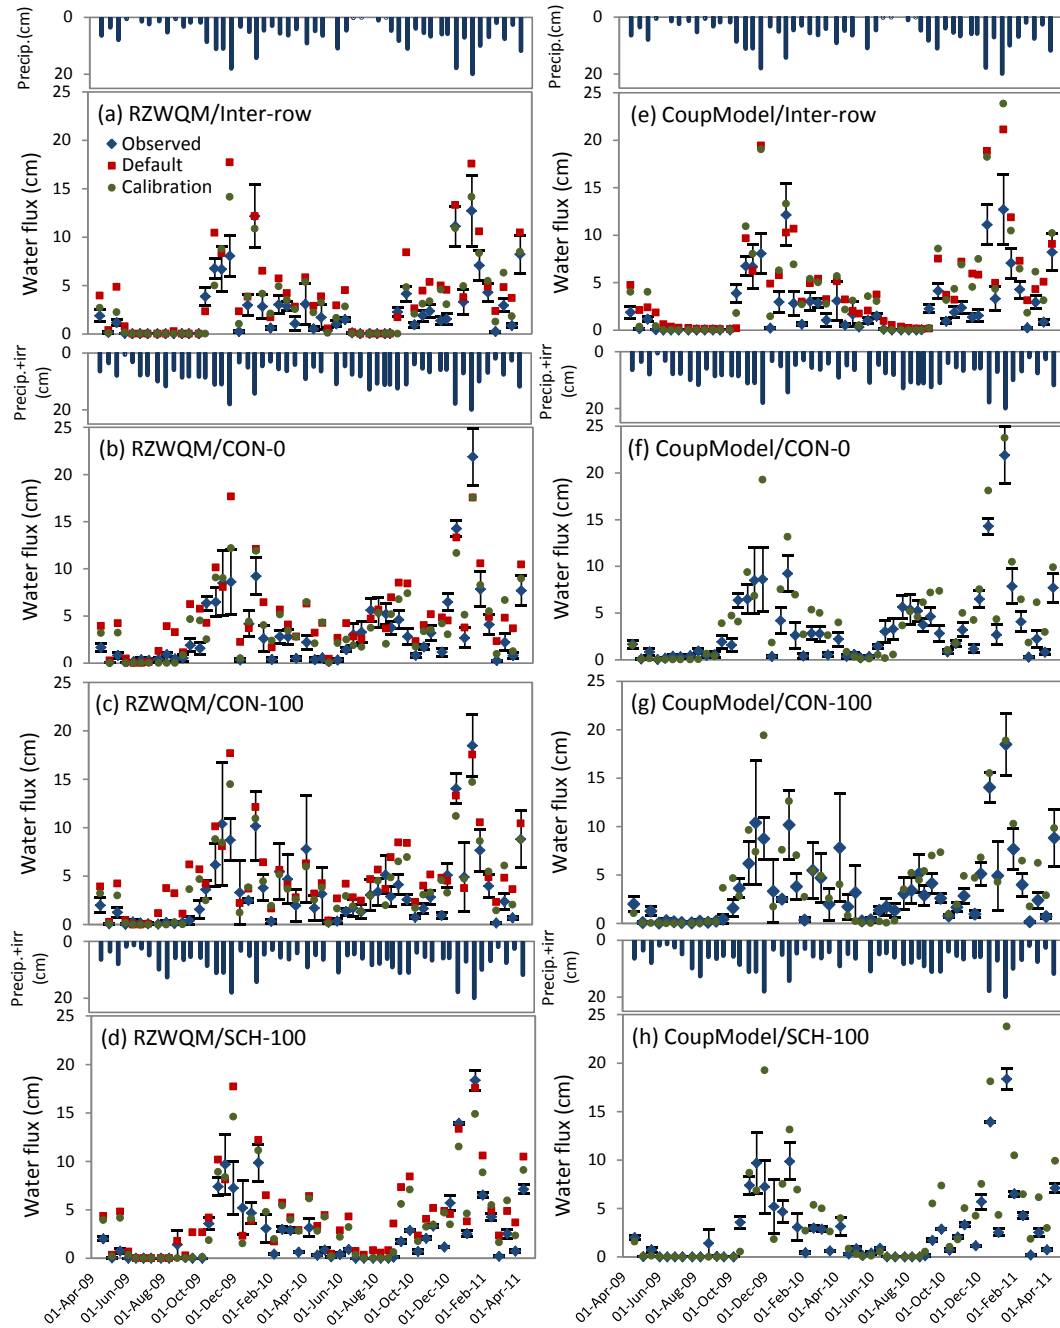 0
20
Precip.(cm)
0
20
Precip.(cm)
25
20
15
10
5
0
Water flux (cm)
(a) RZWQM/Inter-row
Observed
Default
Calibration
25
20
15
10
5
0
Water flux (cm)
(e) CoupModel/Inter-row
0
20
Precip.+irr
(cm)
0
20
Precip.+irr
(cm)
25
20
15
10
5
0
Water flux (cm)
(b) RZWQM/CON-0
25
20
15
10
5
0
Water flux (cm)
(f) CoupModel/CON-0
25
20
15
10
5
0
Water flux (cm)
(c) RZWQM/CON-100
25
20
15
10
5
0
Water flux (cm)
(g) CoupModel/CON-100
0
20
Precip.+irr
(cm)
0
20
Precip.+irr
(cm)
25
20
15
10
5
0
Water flux (cm)
(d) RZWQM/SCH-100
25
20
15
10
5
0
Water flux (cm)
(h) CoupModel/SCH-100
01-Apr-09
01-Jun-09
01-Aug-09
01-Oct-09
01-Dec-09
01-Feb-10
01-Apr-10
01-Jun-10
01-Aug-10
01-Oct-10
01-Dec-10
01-Feb-11
01-Apr-11
01-Apr-09
01-Jun-09
01-Aug-09
01-Oct-09
01-Dec-09
01-Feb-10
01-Apr-10
01-Jun-10
01-Aug-10
01-Oct-10
01-Dec-10
01-Feb-11
01-Apr-11